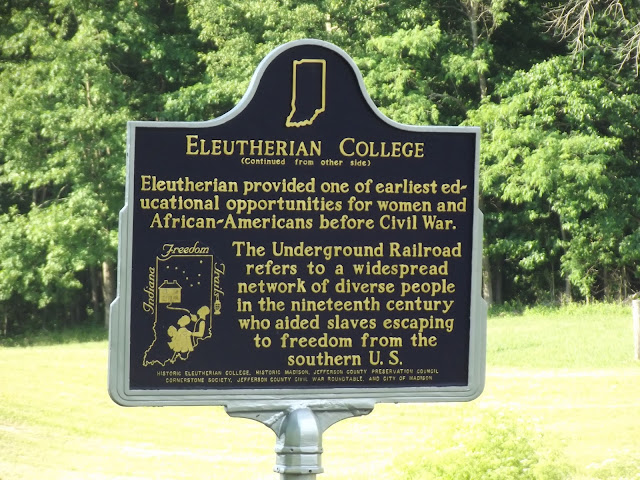 Eleutherian College
(Continued from other side)
Eleutherian provided one of earliest ed-
ucational opportunities for women and
African-Americans before Civil War.
Indiana
Freedom
Trails
The Underground Railroad
refers to a widespread
network of diverse people
in the nineteenth century
who aided slaves escaping
to freedom from the
southern U. S.
HISTORIC ELEUTHERIAN COLLEGE, HISTORIC MADISON, JEFFERSON COUNTY PRESERVATION COUNCIL
CORNERSTONE SOCIETY, JEFFERSON COUNTY CIVIL WAR ROUNDTABLE, AND CITY OF MADISON